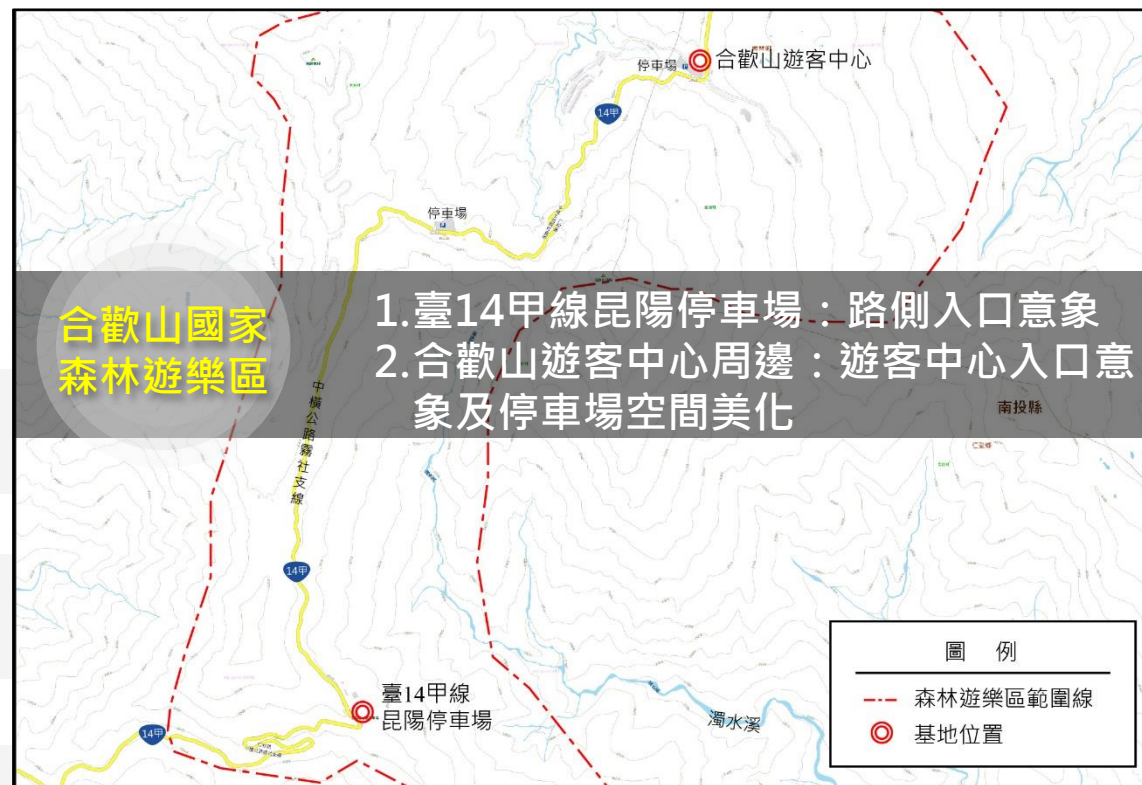 停車場
合歡山遊客中心
14甲
停車場
合歡山國家
森林遊樂區
1.臺14甲線昆陽停車場：路側入口意象
2.合歡山遊客中心周邊：遊客中心入口意
象及停車場空間美化
南投縣
仁愛鄉
中橫公路霧社支線
14甲
臺14甲線
昆陽停車場
14甲
濁水溪
圖 例
森林遊樂區範圍線
基地位置